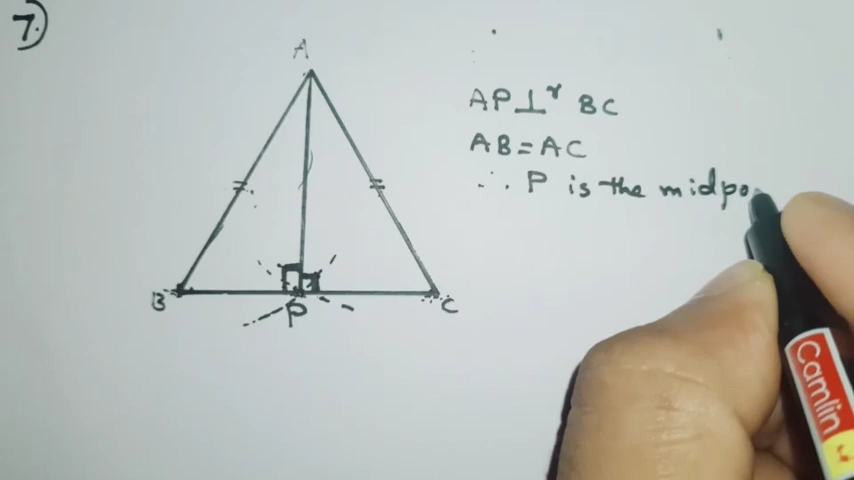 7.)
A
AP⊥ʳ BC
AB = AC
∴ P is the midpo
B
P
C
Camlin